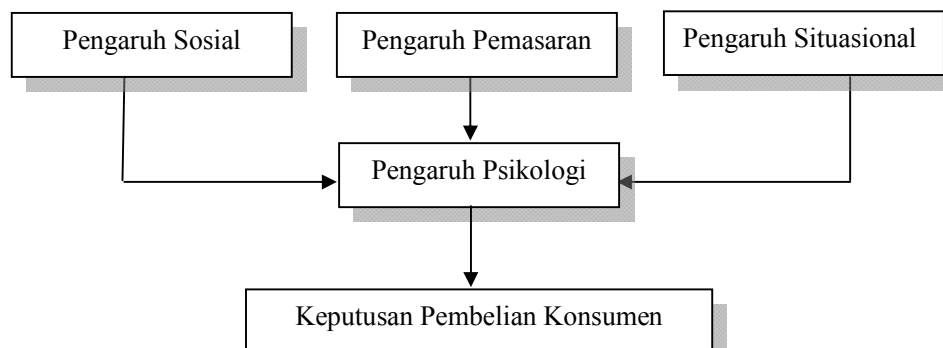 Pengaruh Sosial
Pengaruh Pemasaran
Pengaruh Situasional
Pengaruh Psikologi
Keputusan Pembelian Konsumen